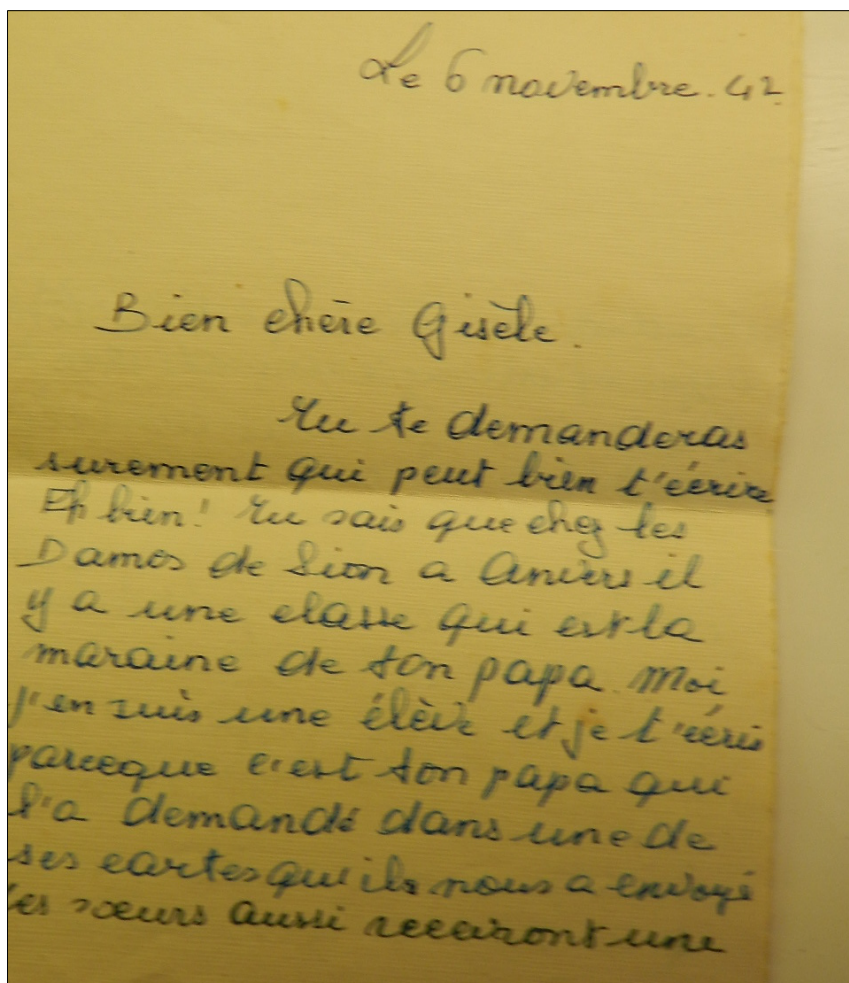 Le 6 novembre. 42
Bien chère Gisèle.
Tu te demanderas
surement qui peut bien t'écrire
Eh bien! Tu sais que chez les
Dames de Sion a Anvers il
y a une classe qui est la
maraine de ton papa. Moi
j'en suis une élève et je t'écris
parceque c'est ton papa qui
l'a demandé dans une de
ses cartes qu'ils nous a envoyé
tes sœurs aussi receviront une